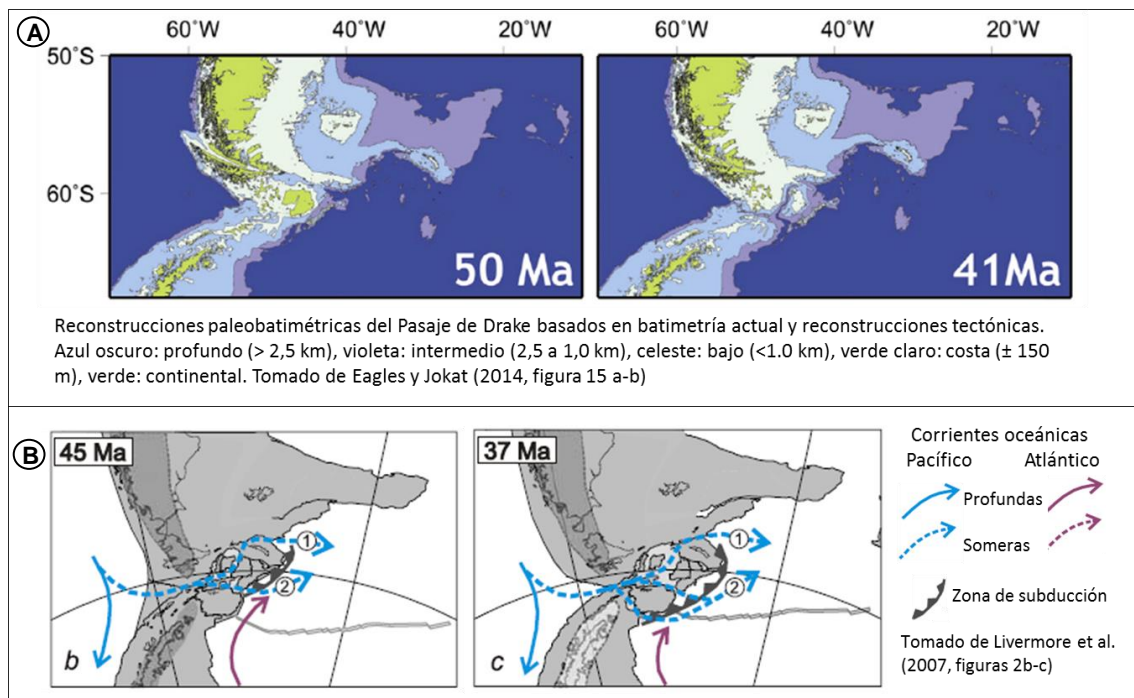 A
60°W 40°W 20°W 60°W 40°W 20°W
50°S
60°S
50 Ma
41Ma
Reconstrucciones paleobatimétricas del Pasaje de Drake basados en batimetría actual y reconstrucciones tectónicas.
Azul oscuro: profundo (> 2,5 km), violeta: intermedio (2,5 a 1,0 km), celeste: bajo (<1.0 km), verde claro: costa (± 150
m), verde: continental. Tomado de Eagles y Jokat (2014, figura 15 a-b)
B
45 Ma
1
2
b
37 Ma
1
2
c
Corrientes oceánicas
Pacífico Atlántico
Profundas
Someras
Zona de subducción
Tomado de Livermore et al.
(2007, figuras 2b-c)